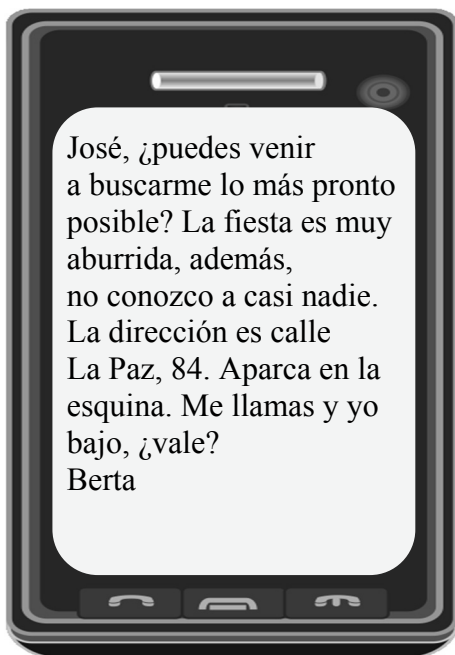 José, ¿puedes venir
a buscarme lo más pronto
posible? La fiesta es muy
aburrida, además,
no conozco a casi nadie.
La dirección es calle
La Paz, 84. Aparca en la
esquina. Me llamas y yo
bajo, ¿vale?
Berta